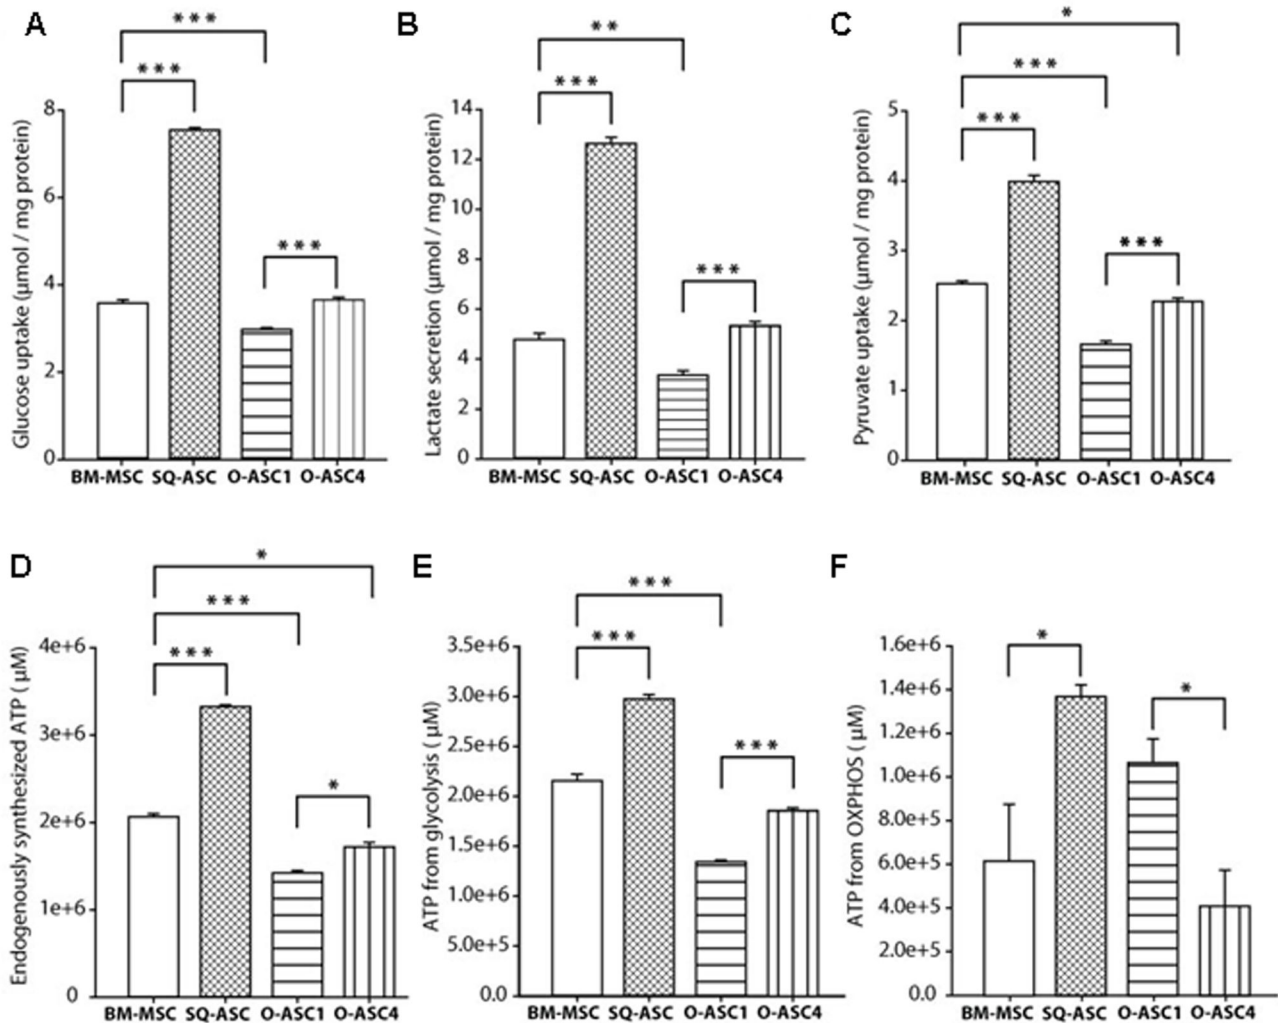 A
***
***
Glucose uptake (µmol / mg protein)
8
6
4
2
0
***
BM-MSC SQ-ASC O-ASC1 O-ASC4
B
**
***
Lactate secretion (µmol / mg protein)
14
12
10
8
6
4
2
0
***
BM-MSC SQ-ASC O-ASC1 O-ASC4
C
*
***
***
Pyruvate uptake (µmol / mg protein)
5
4
3
2
1
0
***
BM-MSC SQ-ASC O-ASC1 O-ASC4
D
*
***
***
Endogenously synthesized ATP ( µM)
4e+6
3e+6
2e+6
1e+6
0
*
BM-MSC SQ-ASC O-ASC1 O-ASC4
E
***
***
ATP from glycolysis ( µM)
3.5e+6
3.0e+6
2.5e+6
2.0e+6
1.5e+6
1.0e+6
5.0e+5
0.0
***
BM-MSC SQ-ASC O-ASC1 O-ASC4
F
*
*
ATP from OXPHOS ( µM)
1.6e+6
1.4e+6
1.2e+6
1.0e+6
8.0e+5
6.0e+5
4.0e+5
2.0e+5
0.0
BM-MSC SQ-ASC O-ASC1 O-ASC4